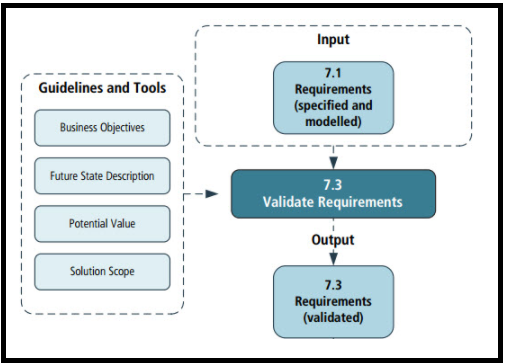 Input
7.1
Requirements
(specified and
modelled)
Guidelines and Tools
Business Objectives
Future State Description
Potential Value
Solution Scope
7.3
Validate Requirements
Output
7.3
Requirements
(validated)